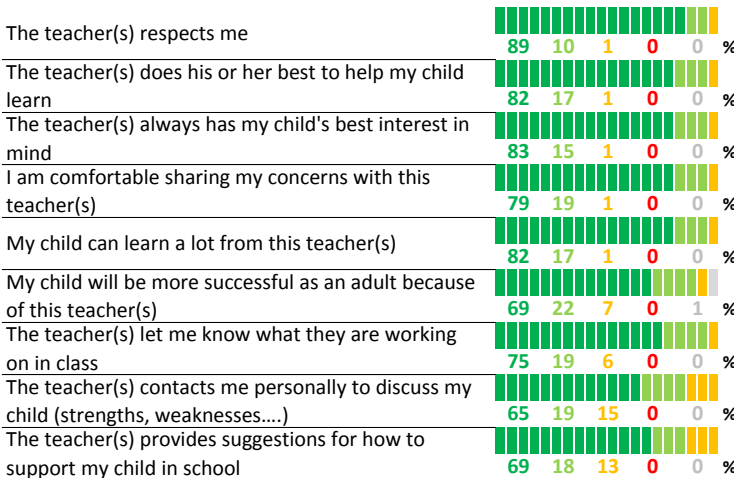 The teacher(s) respects me
89 10 1 0 0 %
The teacher(s) does his or her best to help my child
learn
82 17 1 0 0 %
The teacher(s) always has my child's best interest in
mind
83 15 1 0 0 %
I am comfortable sharing my concerns with this
teacher(s)
79 19 1 0 0 %
My child can learn a lot from this teacher(s)
82 17 1 0 0 %
My child will be more successful as an adult because
of this teacher(s)
69 22 7 0 1 %
The teacher(s) let me know what they are working
on in class
75 19 6 0 0 %
The teacher(s) contacts me personally to discuss my
child (strengths, weaknesses....)
65 19 15 0 0 %
The teacher(s) provides suggestions for how to
support my child in school
69 18 13 0 0 %